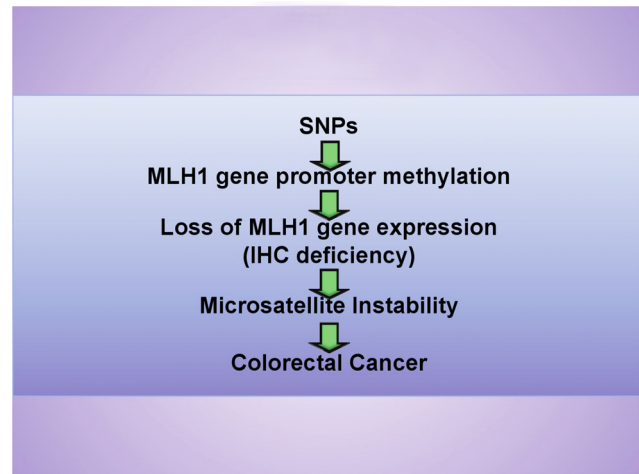 SNPs
MLH1 gene promoter methylation
Loss of MLH1 gene expression
(IHC deficiency)
Microsatellite Instability
Colorectal Cancer